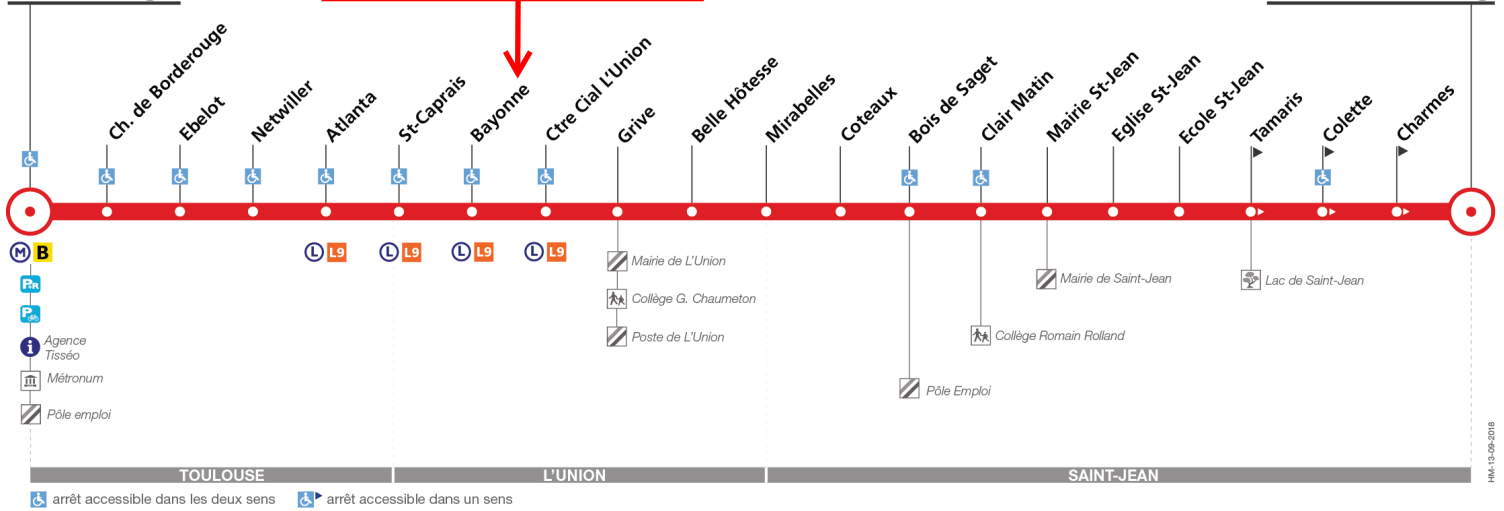 Ch. de Borderouge
Ebelot
Netwiller
Atlanta
St-Caprais
Bayonne
Ctre Cial L'Union
Grive
Belle Hôtesse
Mirabelles
Coteaux
Bois de Saget
Clair Matin
Mairie St-Jean
Eglise St-Jean
Ecole St-Jean
Tamaris
Colette
Charmes
M B
L L9
L L9
L L9
L L9
P+R
P
i Agence
Tisséo
Métronum
Pôle emploi
Mairie de L'Union
Collège G. Chaumeton
Poste de L'Union
Pôle Emploi
Collège Romain Rolland
Mairie de Saint-Jean
Lac de Saint-Jean
HM-13-09-2018
TOULOUSE
L'UNION
SAINT-JEAN
arrêt accessible dans les deux sens
arrêt accessible dans un sens